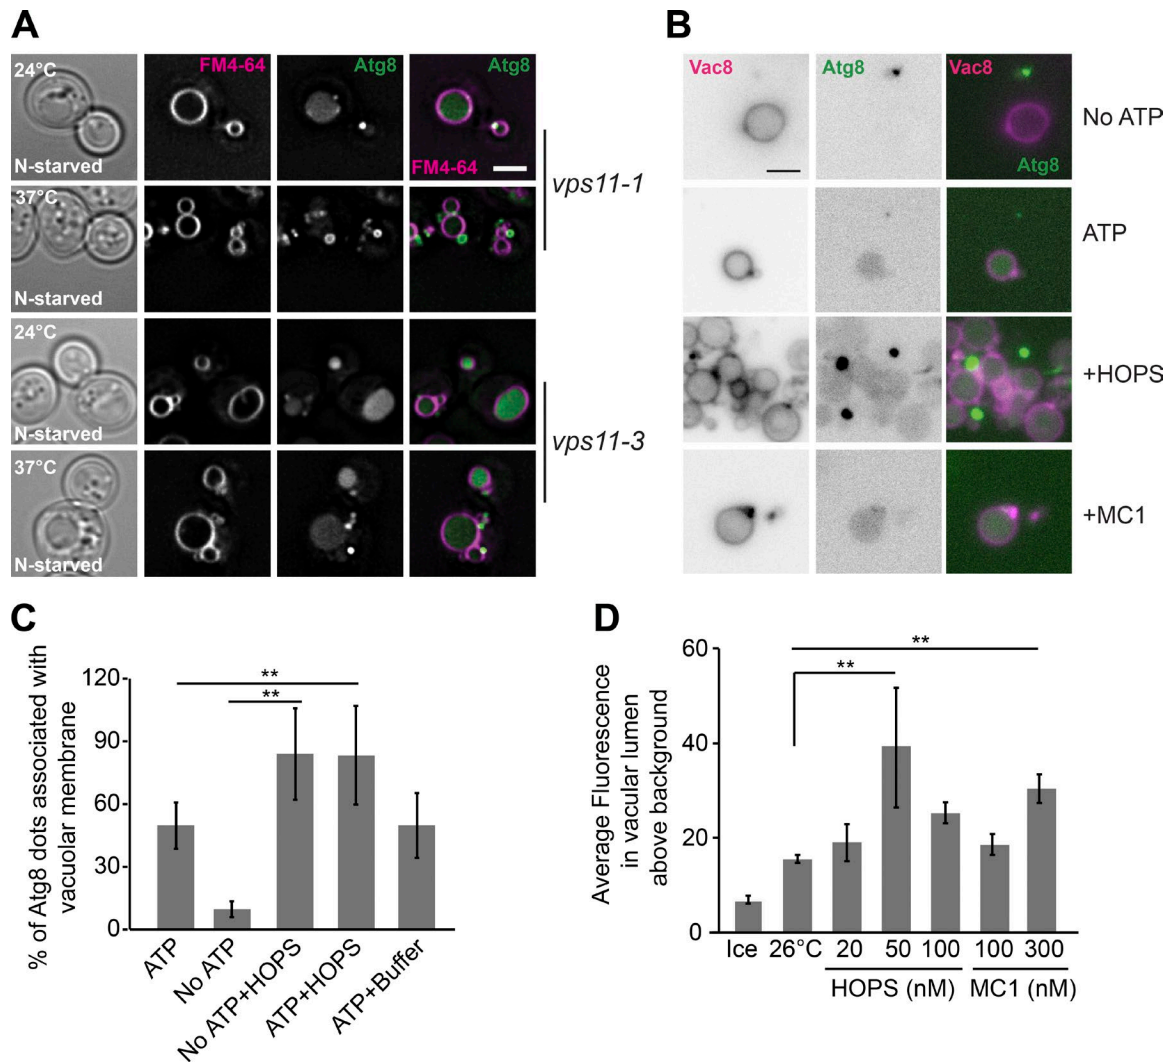 A
24°C
N-starved
FM4-64
Atg8
Atg8
FM4-64
vps11-1
37°C
N-starved
24°C
N-starved
vps11-3
37°C
N-starved
B
Vac8
Atg8
Vac8
Atg8
No ATP
ATP
+HOPS
+MC1
C
% of Atg8 dots associated with
vacuolar membrane
120
90
60
30
0
**
**
ATP
No ATP
No ATP+HOPS
ATP+HOPS
ATP+Buffer
D
Average Fluorescence
in vacular lumen
above background
60
40
20
0
**
**
Ice 26°C 20 50 100 100 300
HOPS (nM) MC1 (nM)